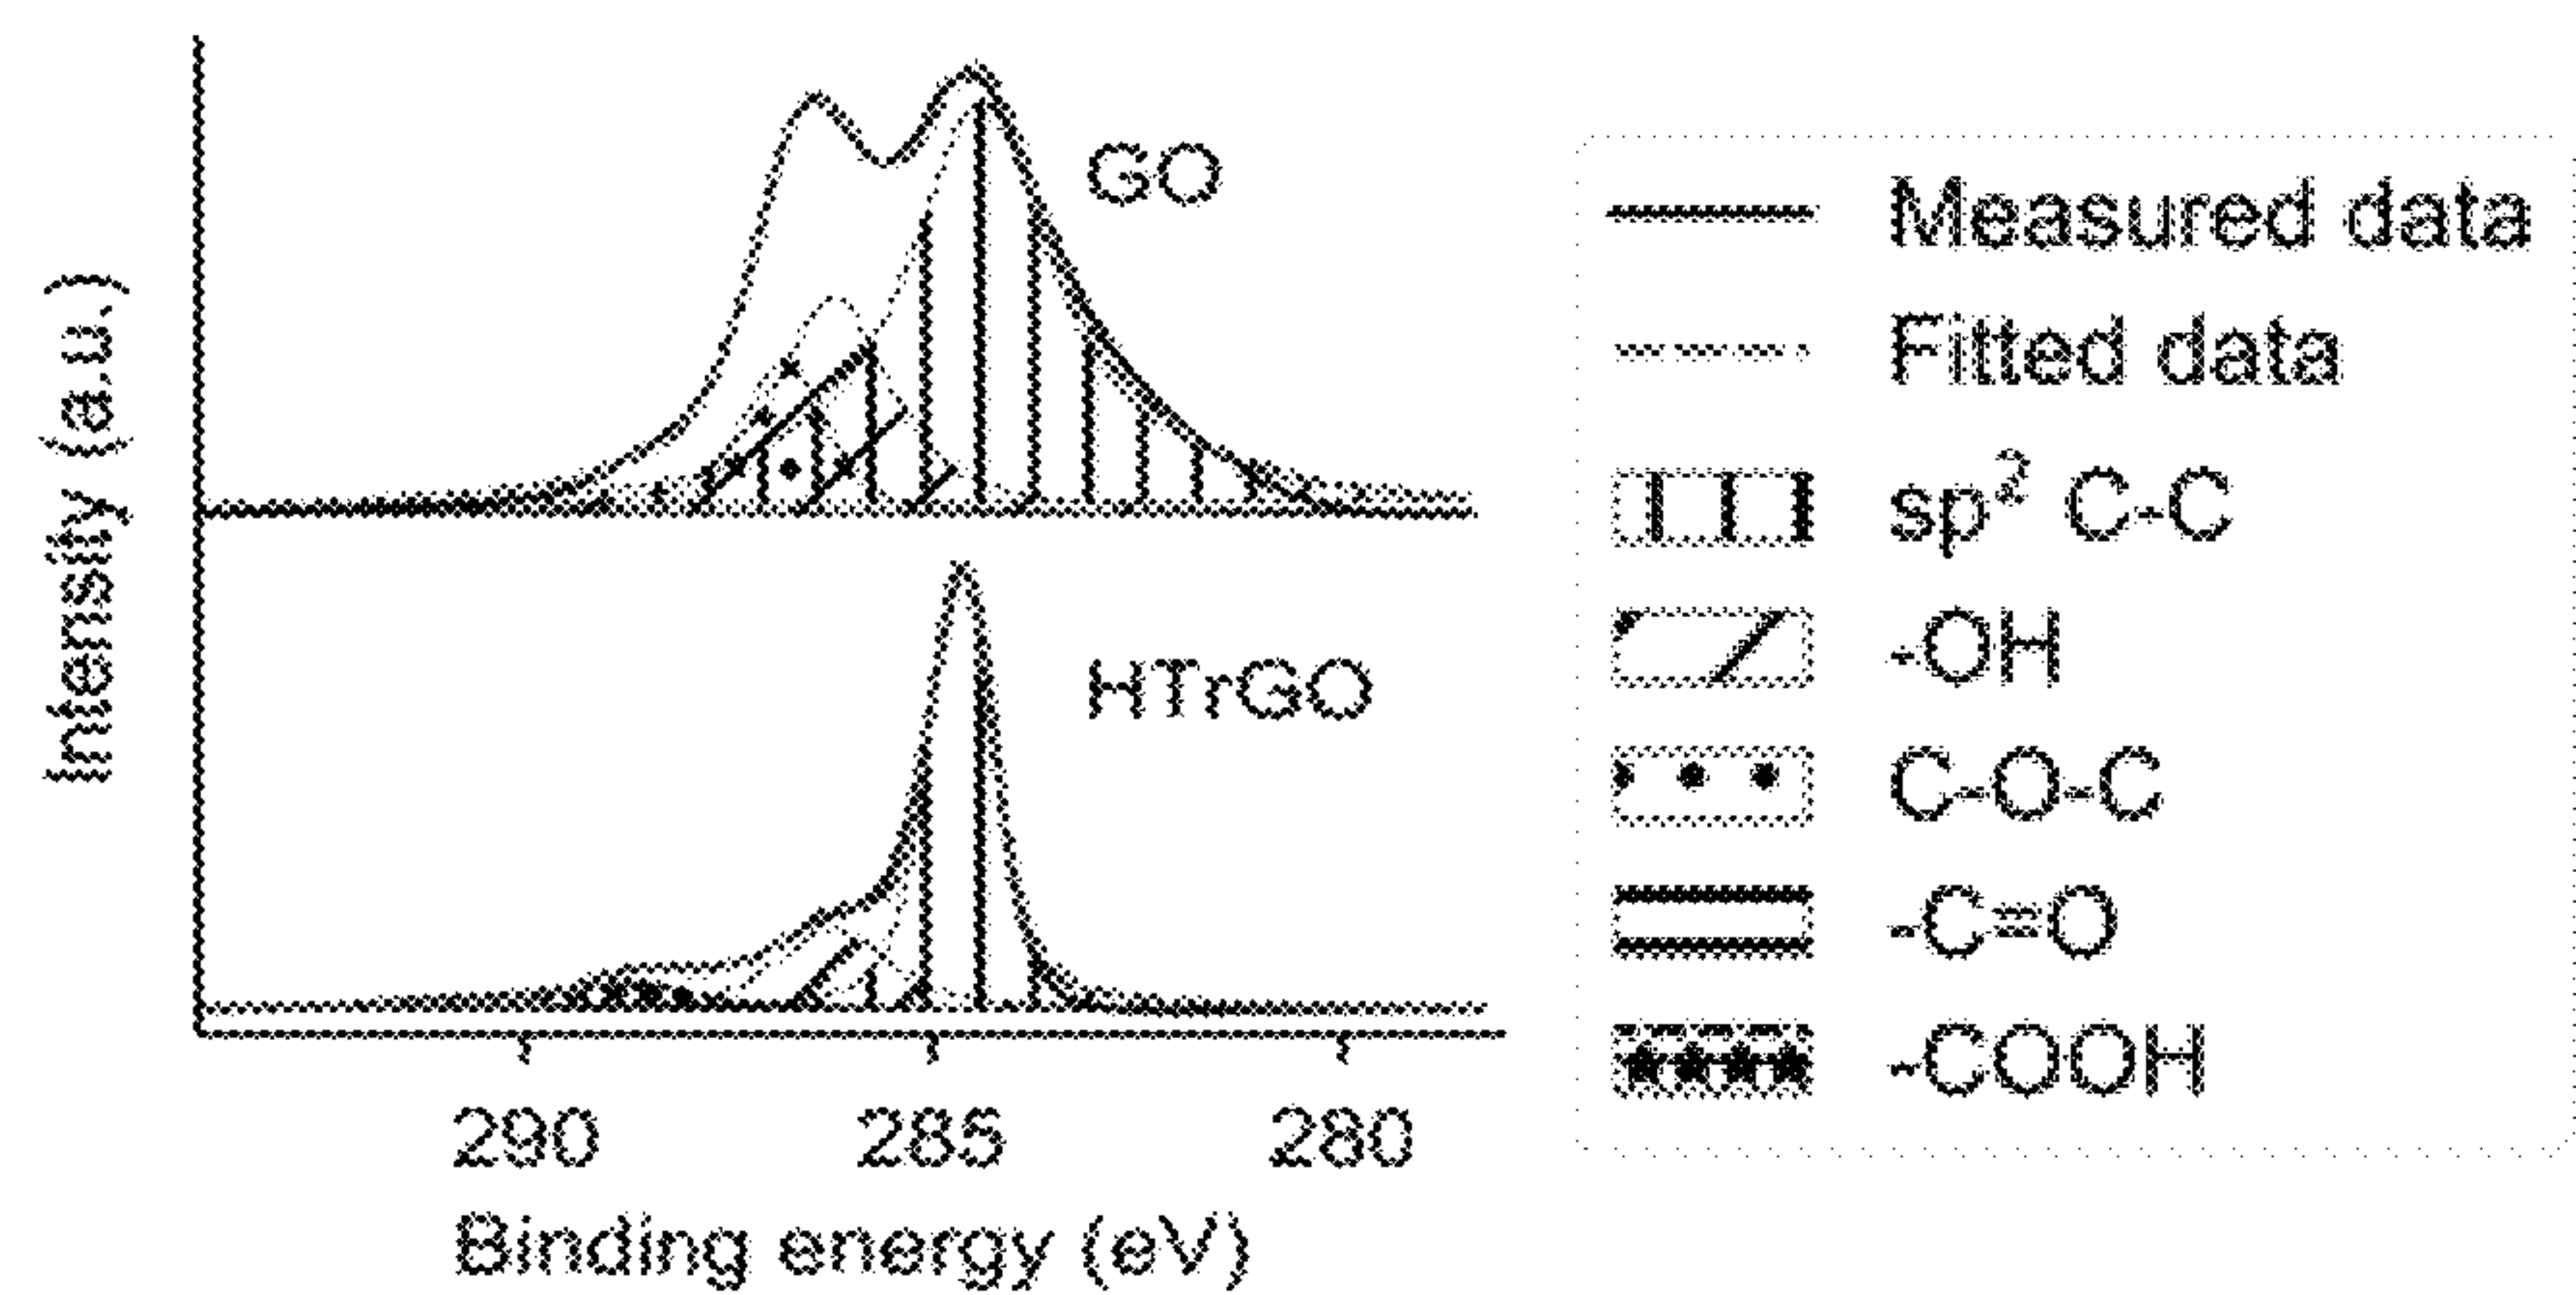 Intensity (a.u.)
GO
HTrGO
290 285 280
Binding energy (eV)
Measured data
Fitted data
sp² C-C
-OH
C-O-C
-C=O
-COOH